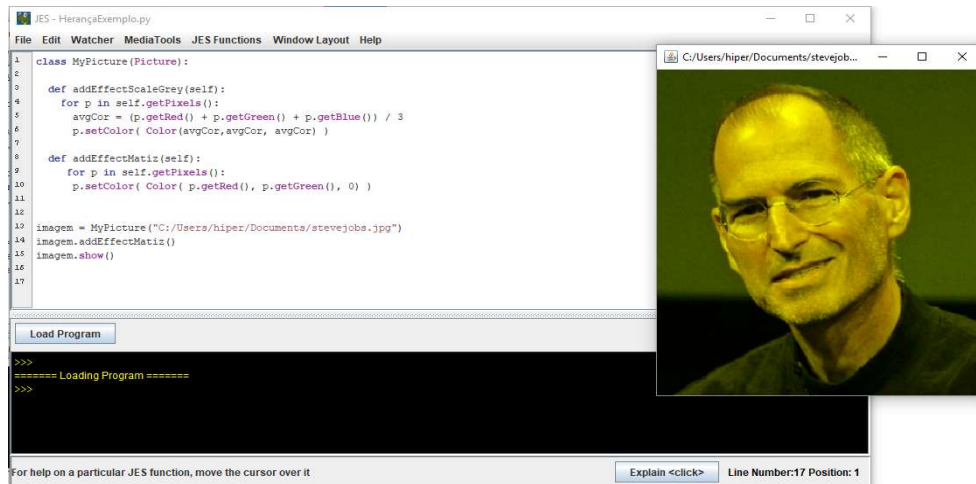 JES - HerançaExemplo.py
File Edit Watcher MediaTools JES Functions Window Layout Help
1 class MyPicture(Picture):
2
3 def addEffectScaleGrey(self):
4 for p in self.getPixels():
5 avgCor = (p.getRed() + p.getGreen() + p.getBlue()) / 3
6 p.setColor( Color(avgCor,avgCor, avgCor) )
7
8 def addEffectMatiz(self):
9 for p in self.getPixels():
10 p.setColor( Color( p.getRed(), p.getGreen(), 0) )
11
12
13 imagem = MyPicture("C:/Users/hiper/Documents/stevejobs.jpg")
14 imagem.addEffectMatiz()
15 imagem.show()
16
17
C:/Users/hiper/Documents/stevejob...
Load Program
>>>
======= Loading Program =======
>>>
For help on a particular JES function, move the cursor over it
Explain <click>
Line Number:17 Position: 1